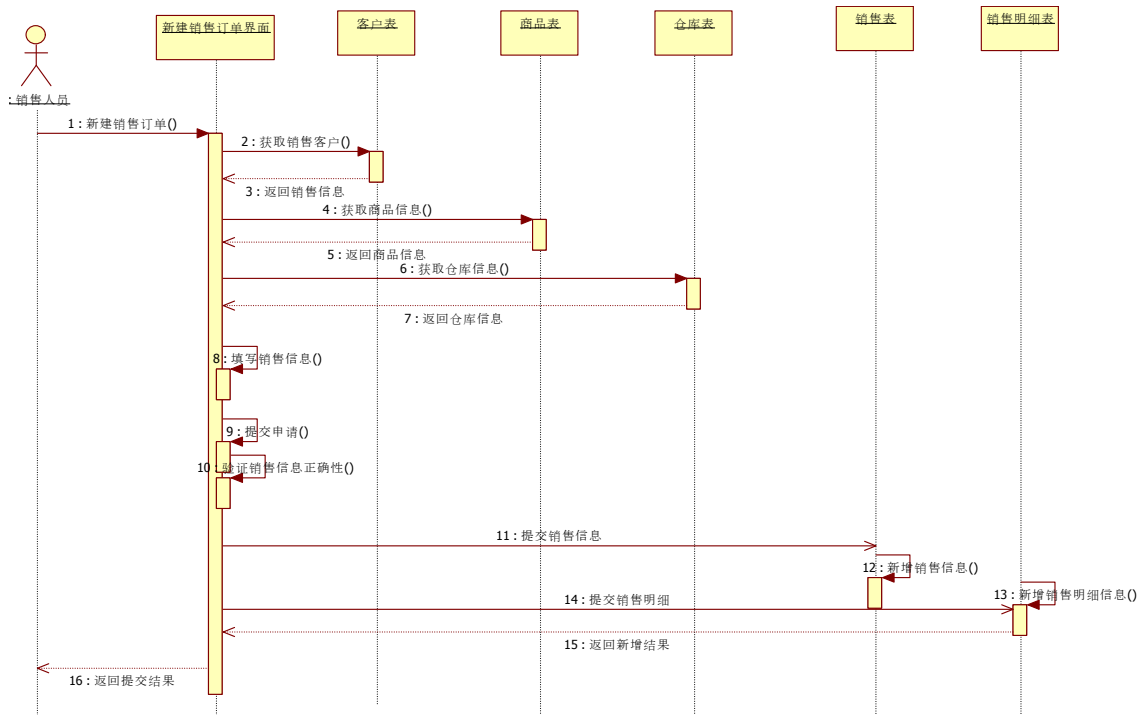 新建销售订单界面
客户表
商品表
仓库表
销售表
销售明细表
: 销售人员
1 : 新建销售订单()
2 : 获取销售客户()
3 : 返回销售信息
4 : 获取商品信息()
5 : 返回商品信息
6 : 获取仓库信息()
7 : 返回仓库信息
8 : 填写销售信息()
9 : 提交申请()
10 : 验证销售信息正确性()
11 : 提交销售信息
12 : 新增销售信息()
13 : 新增销售明细信息()
14 : 提交销售明细
15 : 返回新增结果
16 : 返回提交结果